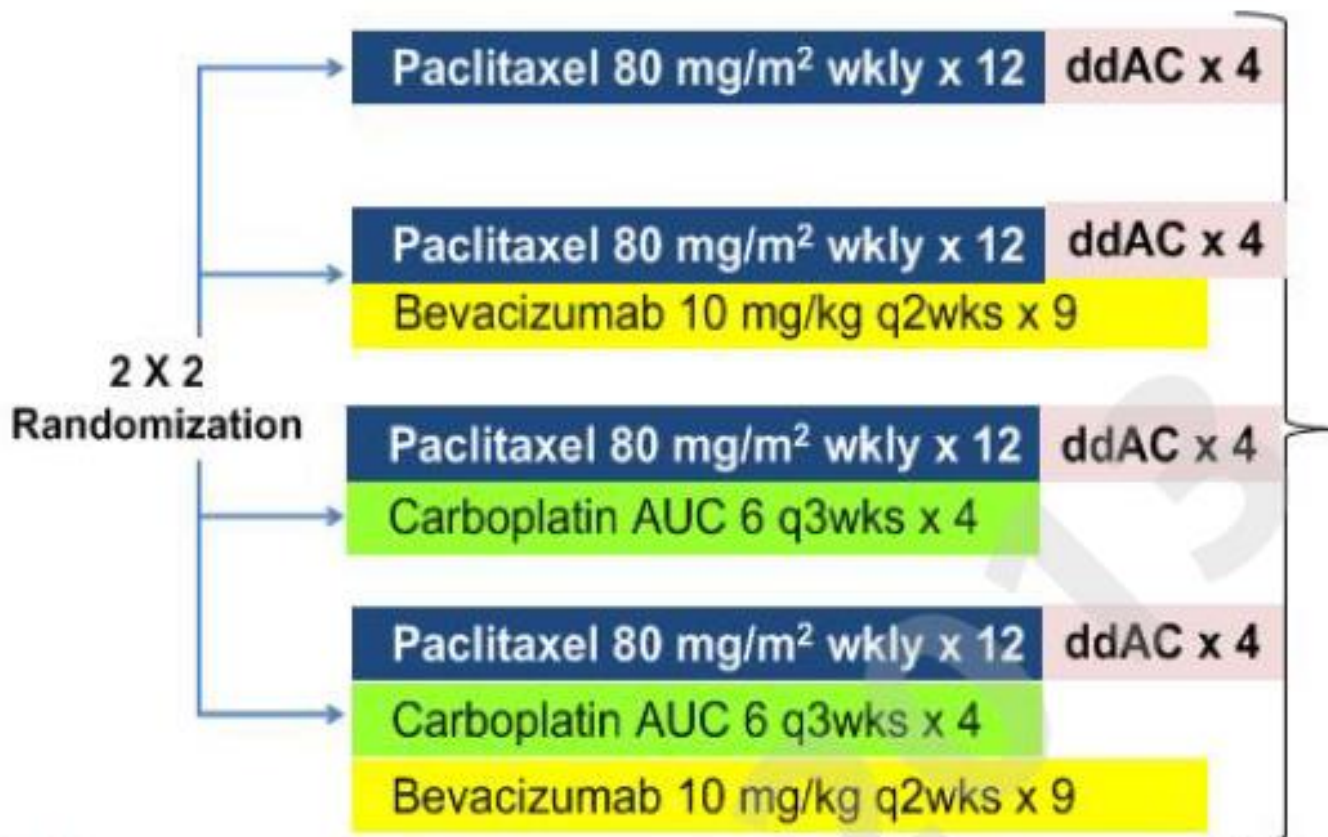 Paclitaxel 80 mg/m² wkly x 12 ddAC x 4
Paclitaxel 80 mg/m² wkly x 12 ddAC x 4
Bevacizumab 10 mg/kg q2wks x 9
2 X 2
Randomization
Paclitaxel 80 mg/m² wkly x 12 ddAC x 4
Carboplatin AUC 6 q3wks x 4
Paclitaxel 80 mg/m² wkly x 12 ddAC x 4
Carboplatin AUC 6 q3wks x 4
Bevacizumab 10 mg/kg q2wks x 9